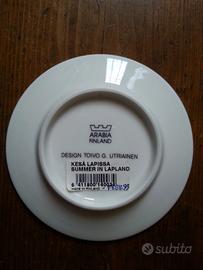 ARABIA
FINLAND
DESIGN TOIVO G. UTRIAINEN
KESÄ LAPISSA
SUMMER IN LAPLAND
subito